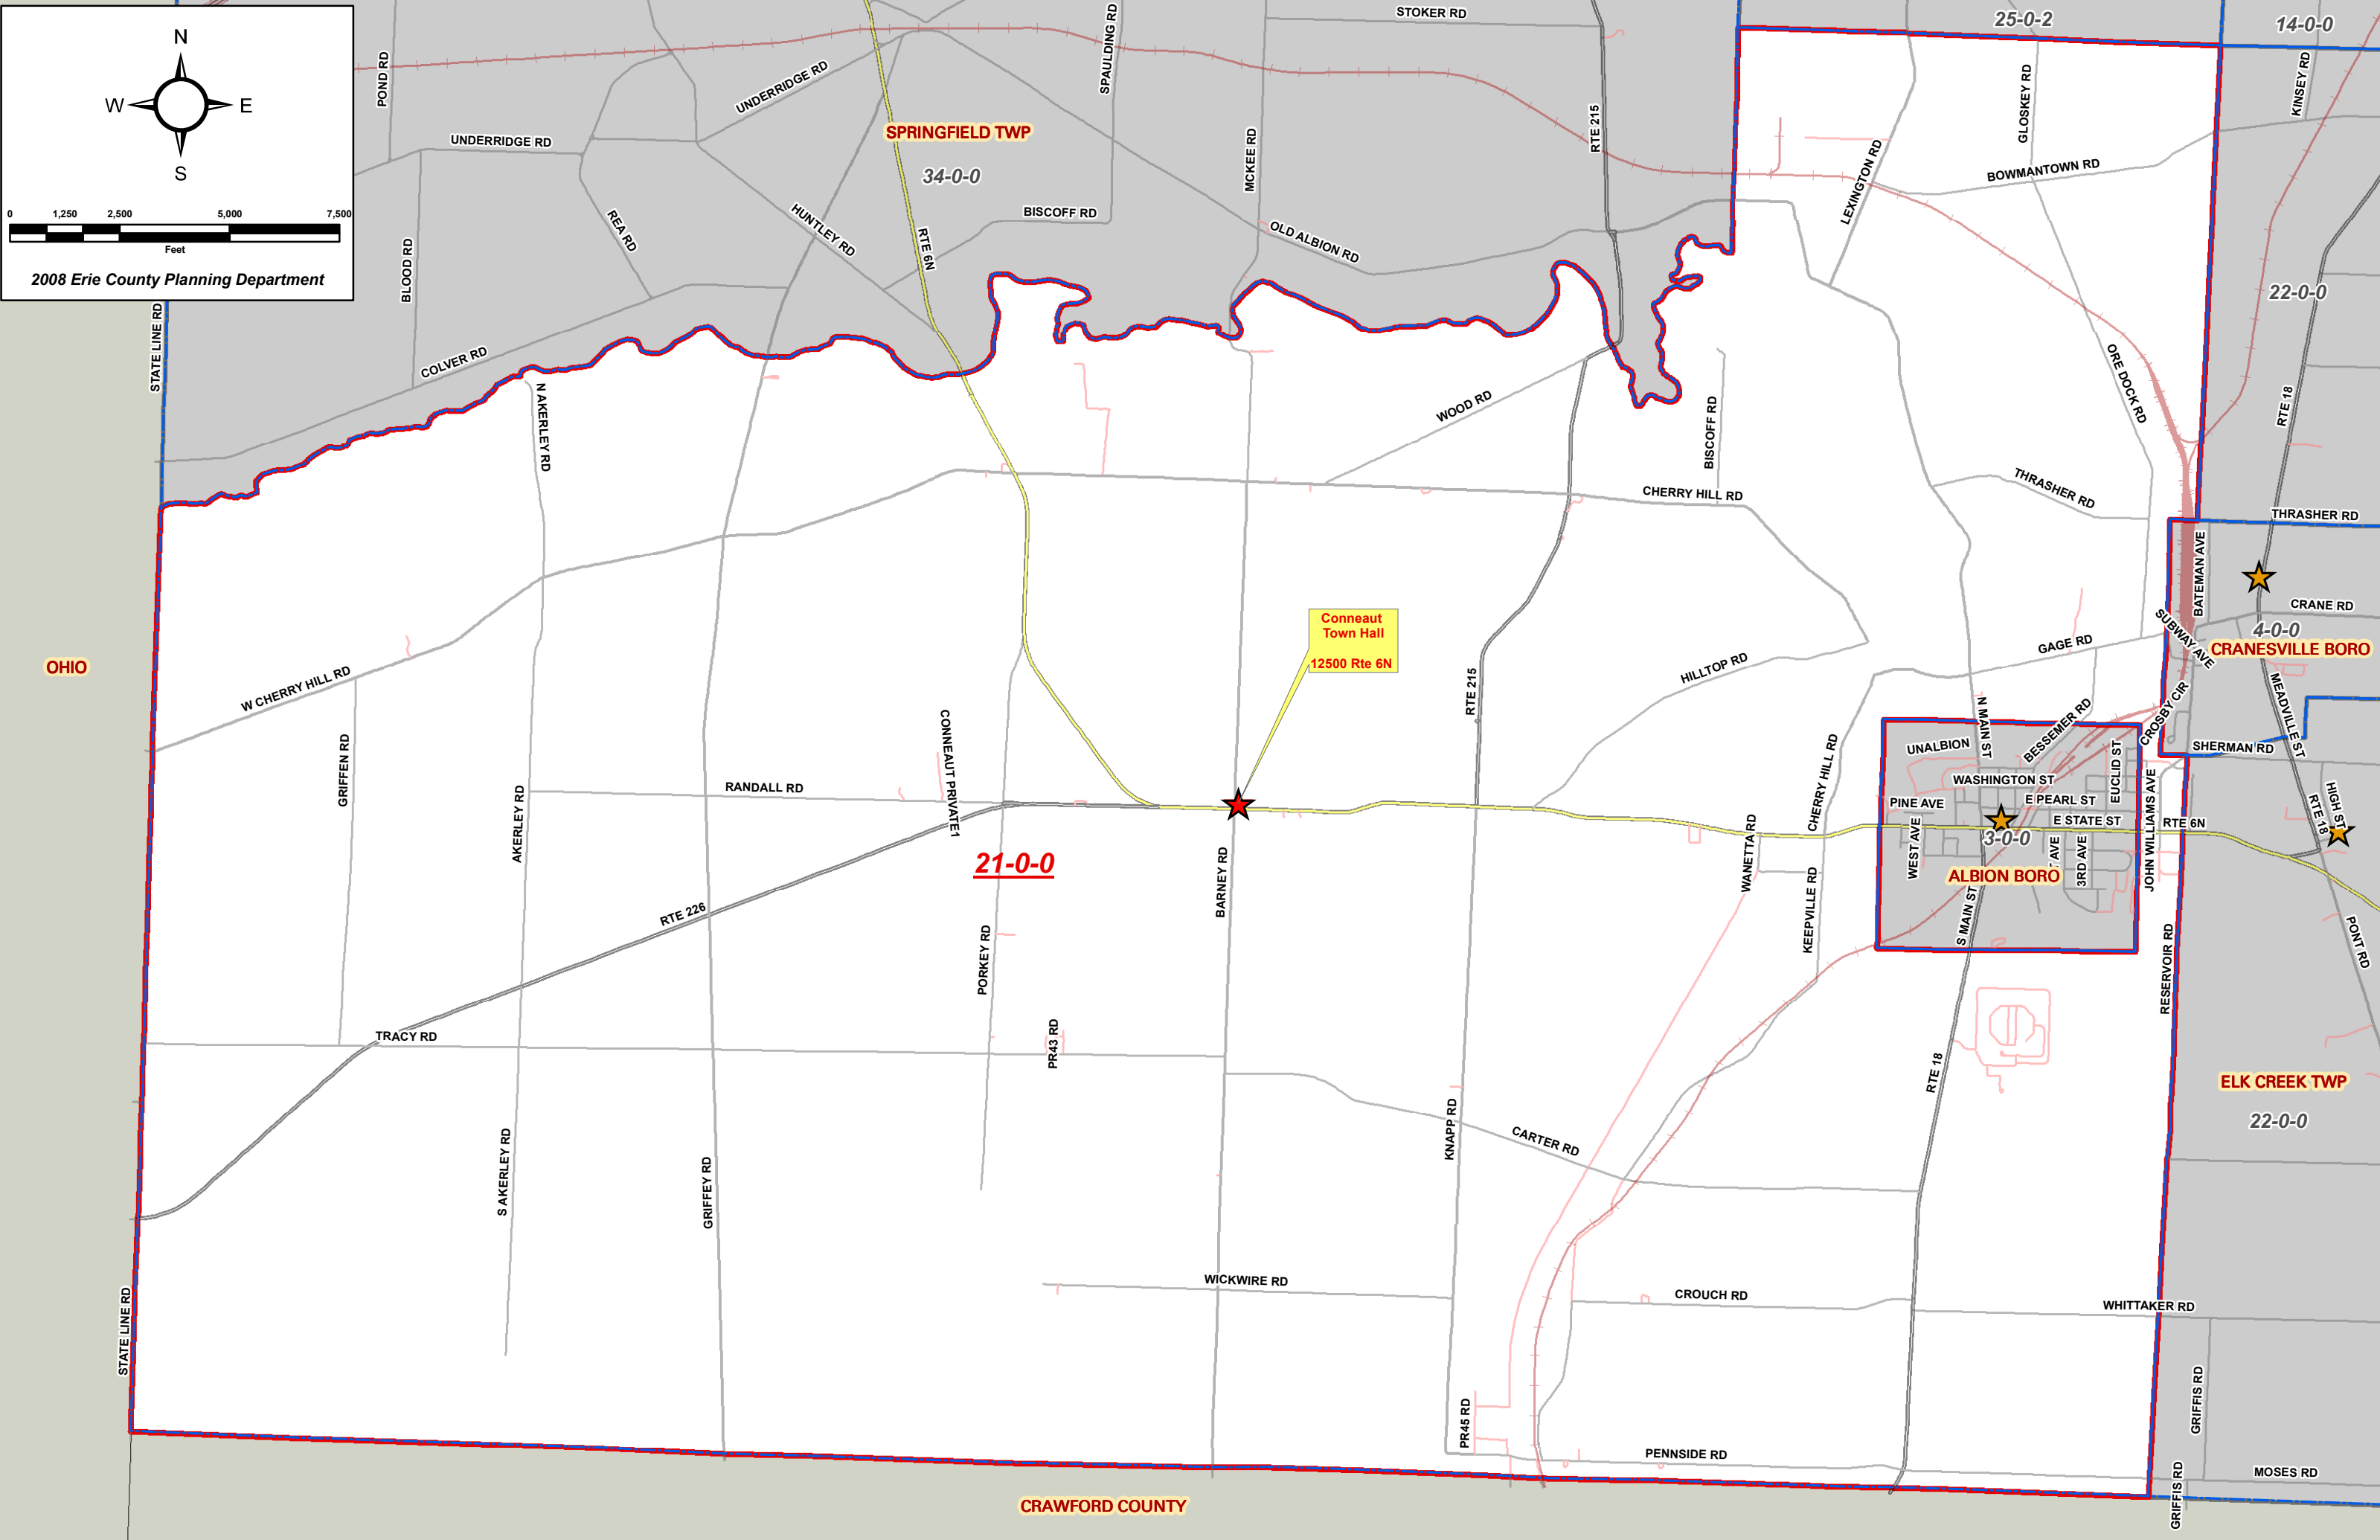 N
W E
S
0 1,250 2,500 5,000 7,500
Feet
2008 Erie County Planning Department
POND RD
SPAULDING RD
STOKER RD
25-0-2
14-0-0
UNDERRIDGE RD
UNDERRIDGE RD
SPRINGFIELD TWP
34-0-0
MCKEE RD
RTE 215
GLOSKEY RD
KINSEY RD
LEXINGTON RD
BOWMANTOWN RD
BLOOD RD
REA RD
HUNTLEY RD
RTE 6N
BISCOFF RD
OLD ALBION RD
22-0-0
STATE LINE RD
COLVER RD
N AKERLEY RD
WOOD RD
BISCOFF RD
ORE DOCK RD
RTE 18
CHERRY HILL RD
THRASHER RD
THRASHER RD
BATEMAN AVE
CRANE RD
4-0-0
CRANESVILLE BORO
SUBWAY AVE
GAGE RD
Conneaut
Town Hall
12500 Rte 6N
OHIO
W CHERRY HILL RD
HILLTOP RD
RTE 215
CROSBY CIR
MEADVILLE ST
N MAIN ST
BESSEMER RD
GRIFFEN RD
CONNEAUT PRIVATE1
CHERRY HILL RD
UNALBION
EUCLID ST
SHERMAN RD
WASHINGTON ST
RANDALL RD
AKERLEY RD
PINE AVE
E PEARL ST
E STATE ST
JOHN WILLIAMS AVE
RTE 6N
HIGH ST
RTE 18
WANETTA RD
3-0-0
WEST AVE
T AVE
3RD AVE
ALBION BORO
21-0-0
BARNEY RD
KEEPVILLE RD
S MAIN ST
RTE 226
PORKEY RD
RESERVOIR RD
PONT RD
TRACY RD
PR43 RD
RTE 18
ELK CREEK TWP
22-0-0
S AKERLEY RD
GRIFFEY RD
KNAPP RD
CARTER RD
WICKWIRE RD
CROUCH RD
WHITTAKER RD
STATE LINE RD
PR45 RD
PENNSIDE RD
GRIFFIS RD
MOSES RD
GRIFFIS RD
CRAWFORD COUNTY